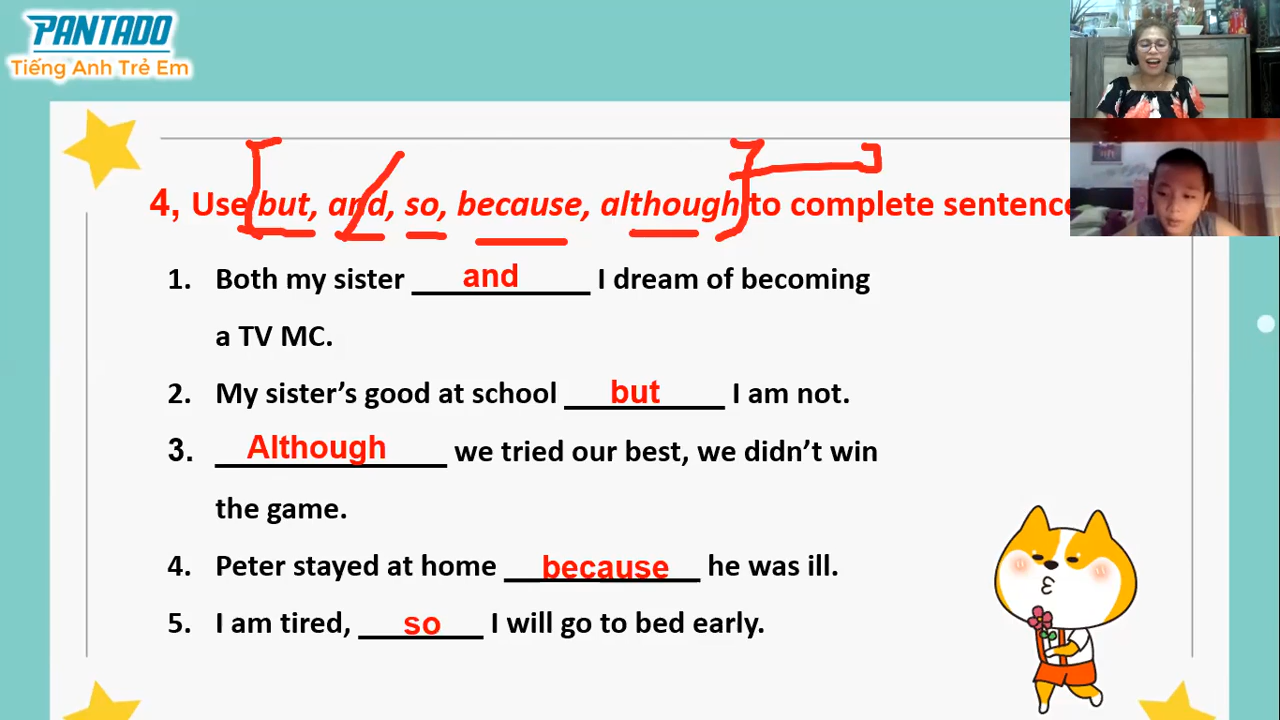 PANTADO
Tiếng Anh Trẻ Em
4, Use but, and, so, because, although to complete sentence
1. Both my sister and I dream of becoming
a TV MC.
2. My sister’s good at school but I am not.
3. Although we tried our best, we didn’t win
the game.
4. Peter stayed at home because he was ill.
5. I am tired, so I will go to bed early.